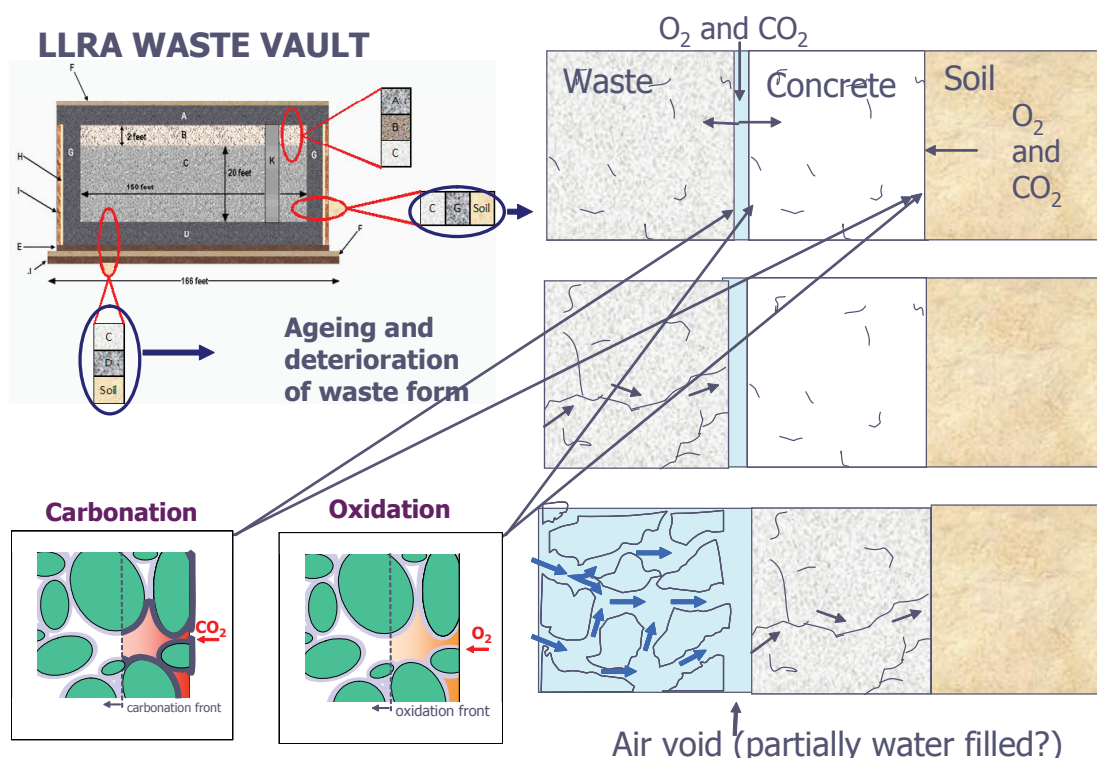 LLRA WASTE VAULT
F
A
B
2 feet
C
K
G
G
20 feet
150 feet
H
I
D
E
J
F
166 feet
A
B
C
C G Soil
C
D
Soil
Ageing and
deterioration
of waste form
O₂ and CO₂
Waste
Concrete
Soil
O₂
and
CO₂
Carbonation
CO₂
carbonation front
Oxidation
O₂
oxidation front
Air void (partially water filled?)